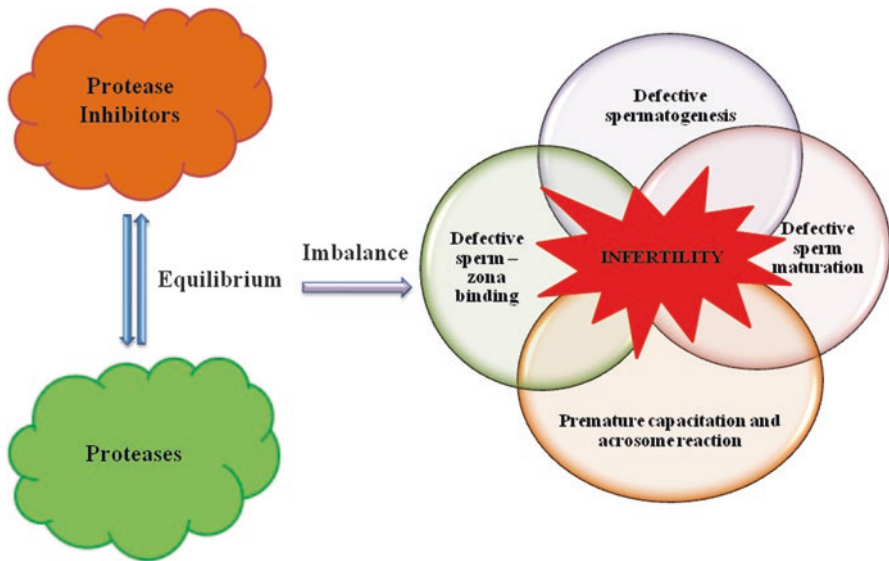 Protease
Inhibitors
Equilibrium
Proteases
Imbalance
Defective
spermatogenesis
Defective
sperm –
zona
binding
INFERTILITY
Defective
sperm
maturation
Premature capacitation and
acrosome reaction